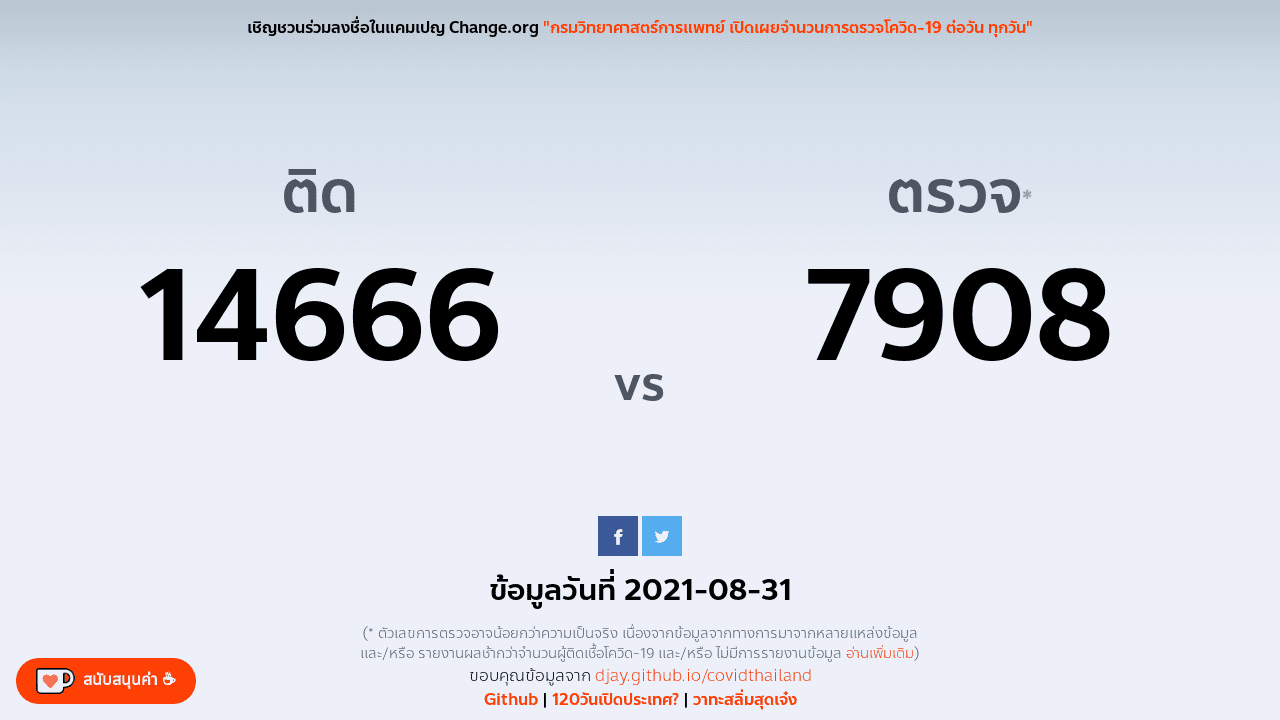 เชิญชวนร่วมลงชื่อในแคมเปญ Change.org "กรมวิทยาศาสตร์การแพทย์ เปิดเผยจำนวนการตรวจโควิด-19 ต่อวัน ทุกวัน"
ติด
14666
vs
ตรวจ*
7908
ข้อมูลวันที่ 2021-08-31
(* ตัวเลขการตรวจอาจน้อยกว่าความเป็นจริง เนื่องจากข้อมูลจากทางการมาจากหลายแหล่งข้อมูล
และ/หรือ รายงานผลช้ากว่าจำนวนผู้ติดเชื้อโควิด-19 และ/หรือ ไม่มีการรายงานข้อมูล อ่านเพิ่มเติม)
ขอบคุณข้อมูลจาก djay.github.io/covidthailand
Github | 120วันเปิดประเทศ? | วาทะสลิ่มสุดเจ๋ง
สนับสนุนค่า ☕